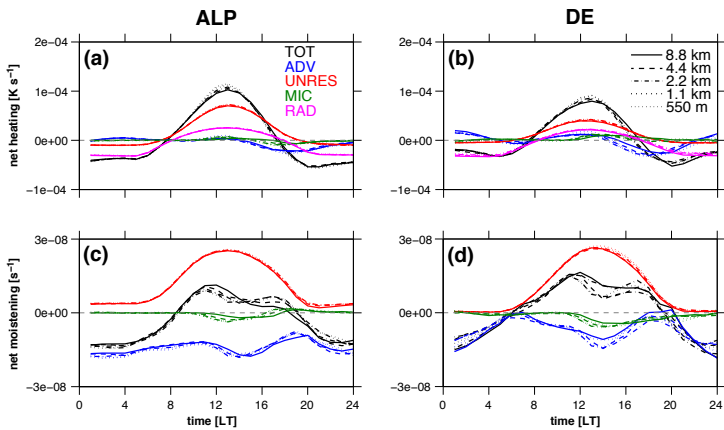 ALP
DE
(a)
(b)
(c)
(d)
TOT
ADV
UNRES
MIC
RAD
8.8 km
4.4 km
2.2 km
1.1 km
550 m
net heating [K s⁻¹]
2e−04
1e−04
0e+00
−1e−04
2e−04
1e−04
0e+00
−1e−04
net moistening [s⁻¹]
3e−08
0e+00
−3e−08
3e−08
0e+00
−3e−08
0 4 8 12 16 20 24
0 4 8 12 16 20 24
time [LT]
time [LT]